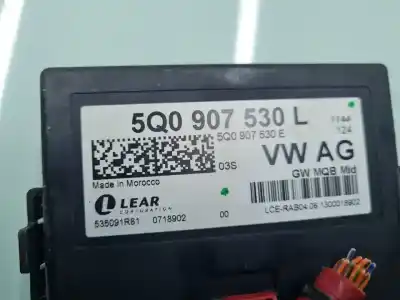 5Q0 907 530 L
5Q0 907 530 E
124
03S
VW AG
GW MQB Mid
Made in Morocco
LEAR
CORPORATION
535091R81 0718902 00
LCE-RAB04.06.1300018902